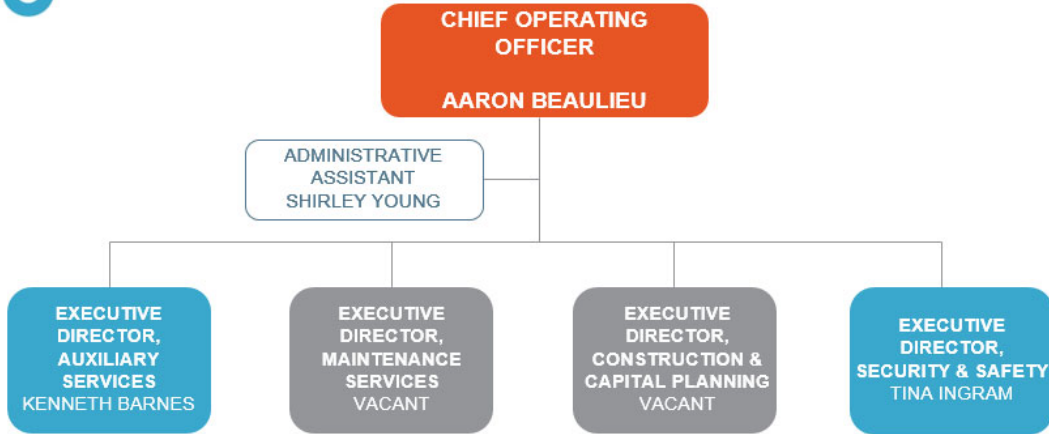 CHIEF OPERATING
OFFICER
AARON BEAULIEU
ADMINISTRATIVE
ASSISTANT
SHIRLEY YOUNG
EXECUTIVE
DIRECTOR,
AUXILIARY
SERVICES
KENNETH BARNES
EXECUTIVE
DIRECTOR,
MAINTENANCE
SERVICES
VACANT
EXECUTIVE
DIRECTOR,
CONSTRUCTION &
CAPITAL PLANNING
VACANT
EXECUTIVE
DIRECTOR,
SECURITY & SAFETY
TINA INGRAM